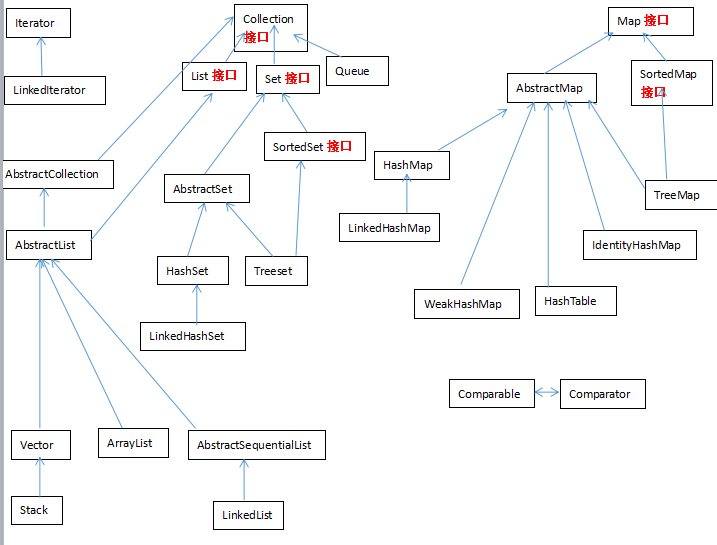 Iterator
LinkedIterator
Collection
接口
List 接口
Set 接口
Queue
SortedSet 接口
AbstractCollection
AbstractSet
AbstractList
HashSet
Treeset
LinkedHashSet
Vector
ArrayList
AbstractSequentialList
Stack
LinkedList
Map 接口
SortedMap
接口
AbstractMap
HashMap
TreeMap
LinkedHashMap
IdentityHashMap
WeakHashMap
HashTable
Comparable
Comparator